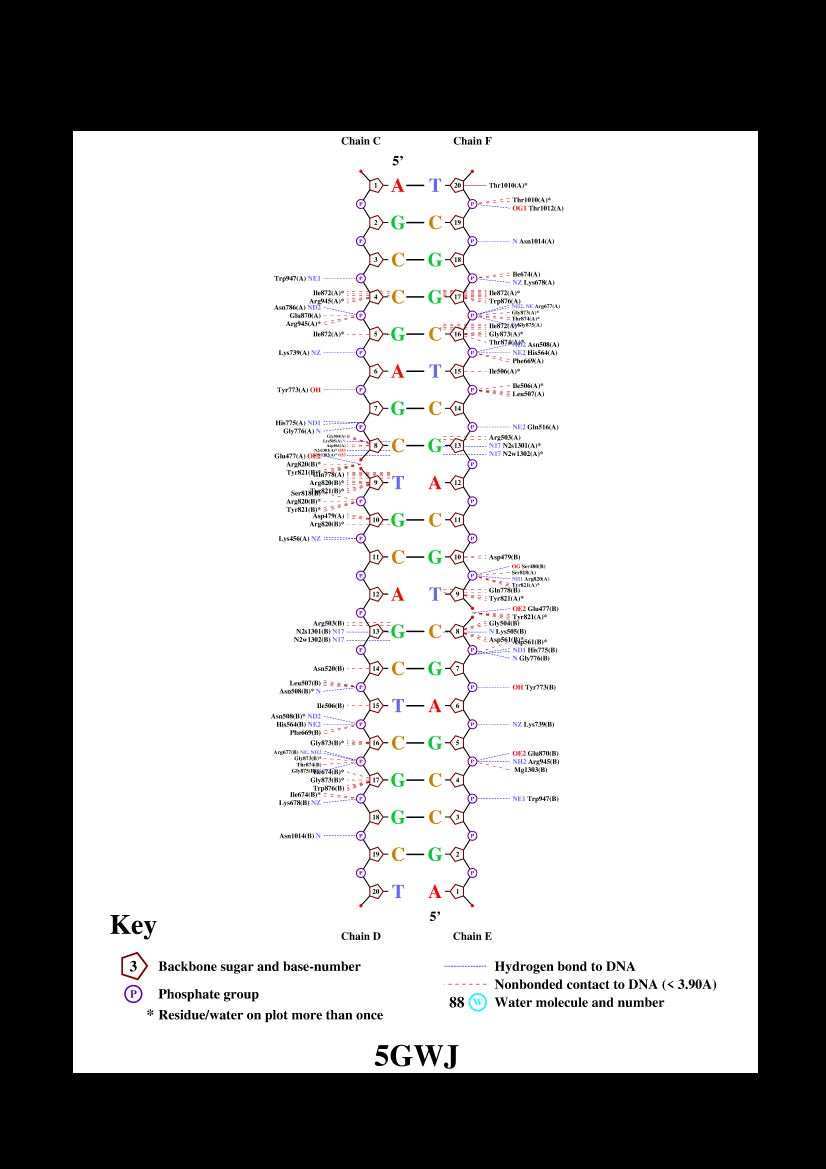 Chain C Chain F
5'
1 A T 20 Thr1010(A)*
P P Thr1010(A)*
OG1 Thr1012(A)
2 G C 19
P P N Asn1014(A)
3 C G 18
Trp947(A) NE1 P P Ile674(A)
NZ Lys678(A)
Ile872(A)* 4 C G 17 Ile872(A)*
Arg945(A)* Trp876(A)
Asn786(A) ND2 P P NH2, NE Arg677(A)
Glu870(A) Gly873(A)*
Arg945(A)* Thr874(A)*
Gly875(A)
Ile872(A)* 5 G C 16 Ile872(A)*
Gly873(A)*
Thr874(A)*
Lys739(A) NZ P P ND2 Asn508(A)
NE2 His564(A)
Phe669(A)
6 A T 15 Ile506(A)*
Tyr773(A) OH P P Ile506(A)*
Leu507(A)
7 G C 14
His775(A) ND1 P P NE2 Gln516(A)
Gly776(A) N
8 C G 13 Arg503(A)
N17 N2s1301(A)*
N17 N2w1302(A)*
Glu477(A) OE2 P
Arg820(B)*
Tyr821(B)*
Gln778(A) 9 T A 12
Arg820(B)*
Tyr821(B)*
Ser818(B) P P
Arg820(B)*
Tyr821(B)*
Asp479(A) 10 G C 11
Arg820(B)*
Lys456(A) NZ P P
11 C G 10 Asp479(B)
P P OG Ser480(B)
Ser818(A)
NH1 Arg820(A)
Tyr821(A)*
12 A T 9 Gln778(B)
Tyr821(A)*
P OE2 Glu477(B)
Tyr821(A)*
Arg503(B) 13 G C 8 Gly504(B)
N2s1301(B) N17 N Lys505(B)
N2w1302(B) N17 Asp561(B)*
P P Asp561(B)*
ND1 His775(B)
N Gly776(B)
Asn520(B) 14 C G 7
Leu507(B) P P OH Tyr773(B)
Asn508(B)* N
Ile506(B) 15 T A 6
Asn508(B)* ND2 P P NZ Lys739(B)
His564(B) NE2
Phe669(B)
Gly873(B)* 16 C G 5
Arg677(B) NE, NH2 P P OE2 Glu870(B)
Gly873(B)* NH2 Arg945(B)
Thr874(B) Mg1303(B)
Gly875(B)
Ile674(B)* 17 G C 4
Gly873(B)*
Trp876(B)
Ile674(B)* P P NE1 Trp947(B)
Lys678(B) NZ
18 G C 3
Asn1014(B) N P P
19 C G 2
P P
20 T A 1
5'
Chain D Chain E
Key
3 Backbone sugar and base-number
P Phosphate group
* Residue/water on plot more than once
Hydrogen bond to DNA
Nonbonded contact to DNA (< 3.90A)
88 W Water molecule and number
5GWJ